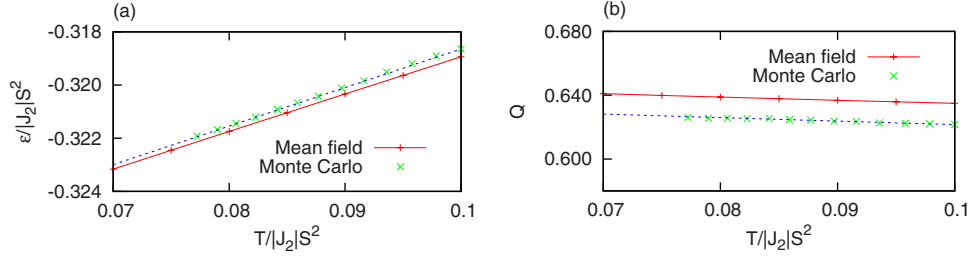 (a)
-0.318
-0.320
-0.322
-0.324
ε/|J₂|S²
Mean field
Monte Carlo
0.07
0.08
0.09
0.1
T/|J₂|S²
(b)
0.680
0.640
0.600
Q
Mean field
Monte Carlo
0.07
0.08
0.09
0.1
T/|J₂|S²